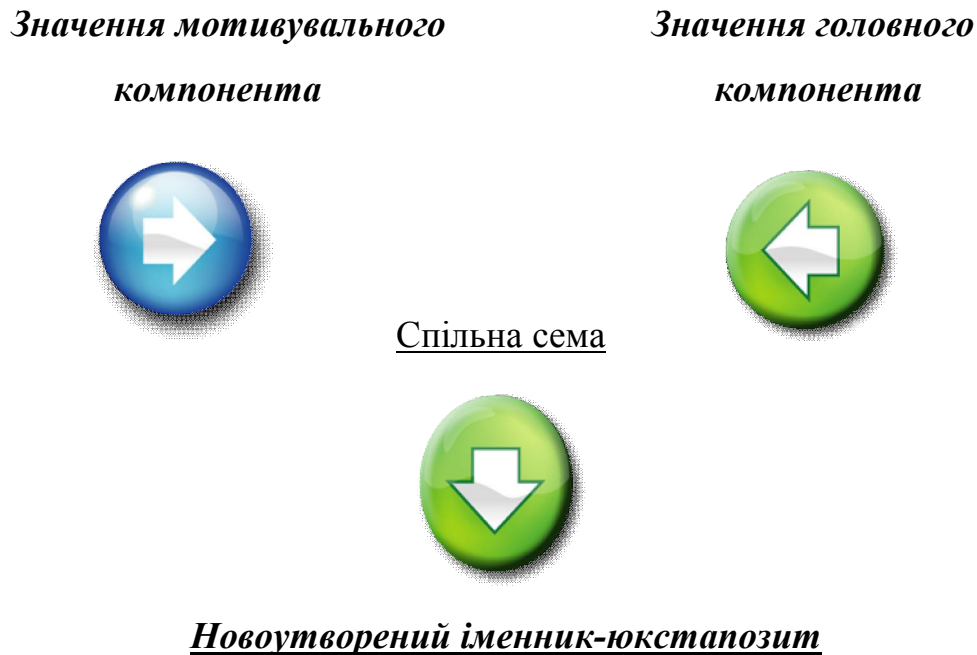 Значення мотивувального
компонента
Значення головного
компонента
Спільна сема
Новоутворений іменник-юкстапозит